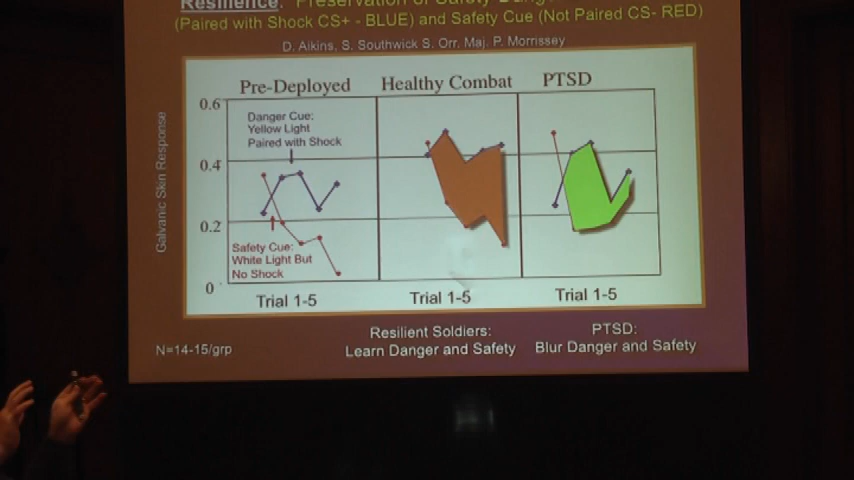 Resilience: Preservation of Safety
(Paired with Shock CS+ - BLUE) and Safety Cue (Not Paired CS- RED)
D. Aikins, S. Southwick S. Orr, Maj. P. Morrissey
Pre-Deployed Healthy Combat PTSD
Galvanic Skin Response
0.6
0.4
0.2
0
Danger Cue:
Yellow Light
Paired with Shock
Safety Cue:
White Light But
No Shock
Trial 1-5 Trial 1-5 Trial 1-5
N=14-15/grp
Resilient Soldiers:
Learn Danger and Safety
PTSD:
Blur Danger and Safety